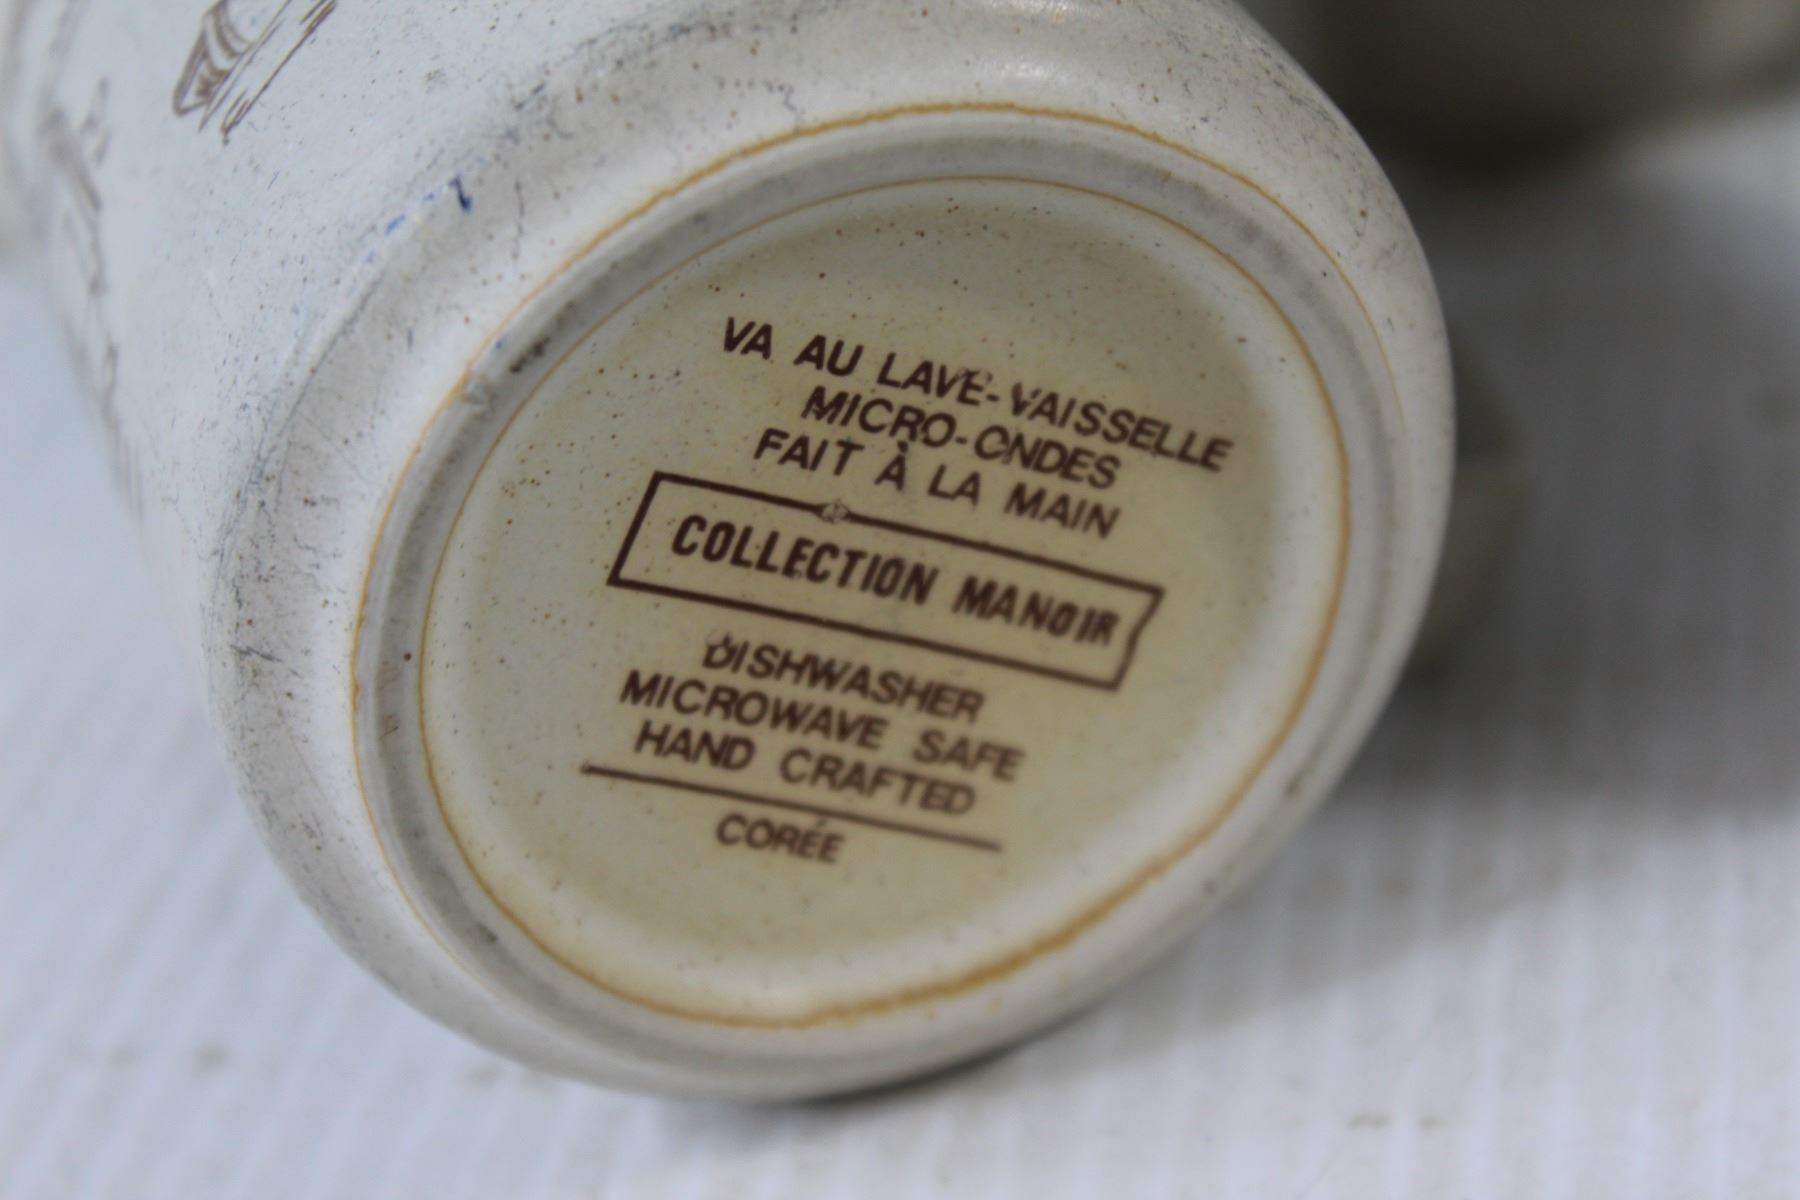 VA AU LAVE-VAISSELLE
MICRO-ONDES
FAIT À LA MAIN
COLLECTION MANOIR
DISHWASHER
MICROWAVE SAFE
HAND CRAFTED
CORÉE